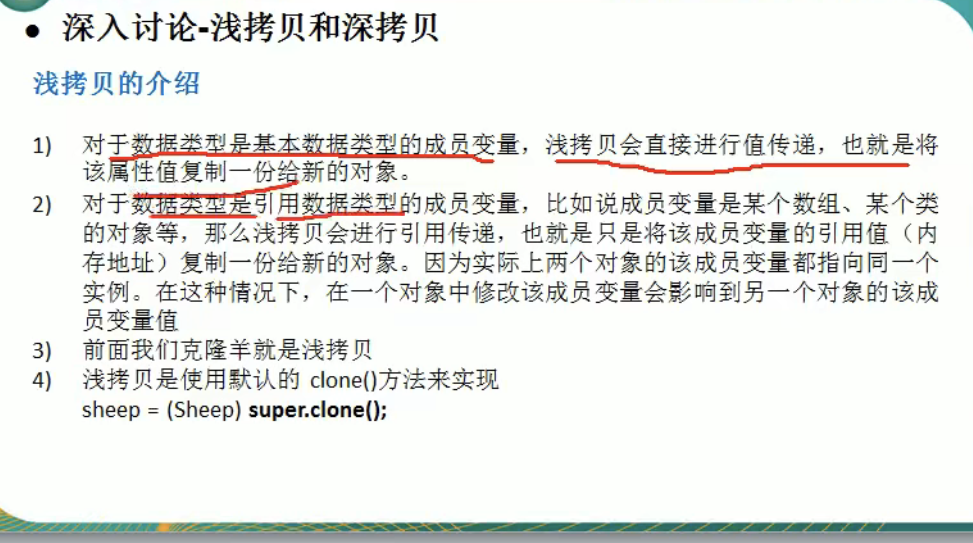 ● 深入讨论-浅拷贝和深拷贝
浅拷贝的介绍
1) 对于数据类型是基本数据类型的成员变量，浅拷贝会直接进行值传递，也就是将
该属性值复制一份给新的对象。
2) 对于数据类型是引用数据类型的成员变量，比如说成员变量是某个数组、某个类
的对象等，那么浅拷贝会进行引用传递，也就是只是将该成员变量的引用值（内
存地址）复制一份给新的对象。因为实际上两个对象的该成员变量都指向同一个
实例。在这种情况下，在一个对象中修改该成员变量会影响到另一个对象的该成
员变量值
3) 前面我们克隆羊就是浅拷贝
4) 浅拷贝是使用默认的 clone()方法来实现
sheep = (Sheep) super.clone();